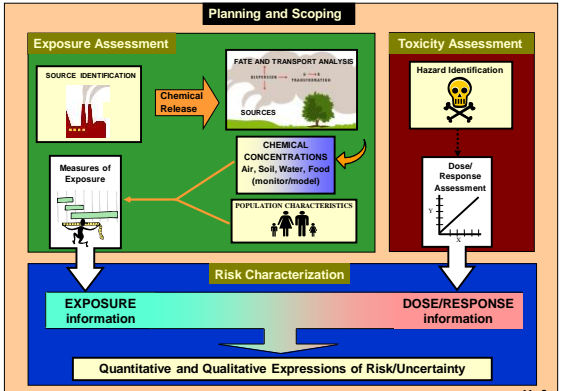 Planning and Scoping
Exposure Assessment
SOURCE IDENTIFICATION
Chemical
Release
FATE AND TRANSPORT ANALYSIS
DISPERSION
TRANSFORMATION
SOURCES
CHEMICAL
CONCENTRATIONS
Air, Soil, Water, Food
(monitor/model)
POPULATION CHARACTERISTICS
Measures of
Exposure
Toxicity Assessment
Hazard Identification
Dose/
Response
Assessment
Y
X
Risk Characterization
EXPOSURE
information
DOSE/RESPONSE
information
Quantitative and Qualitative Expressions of Risk/Uncertainty